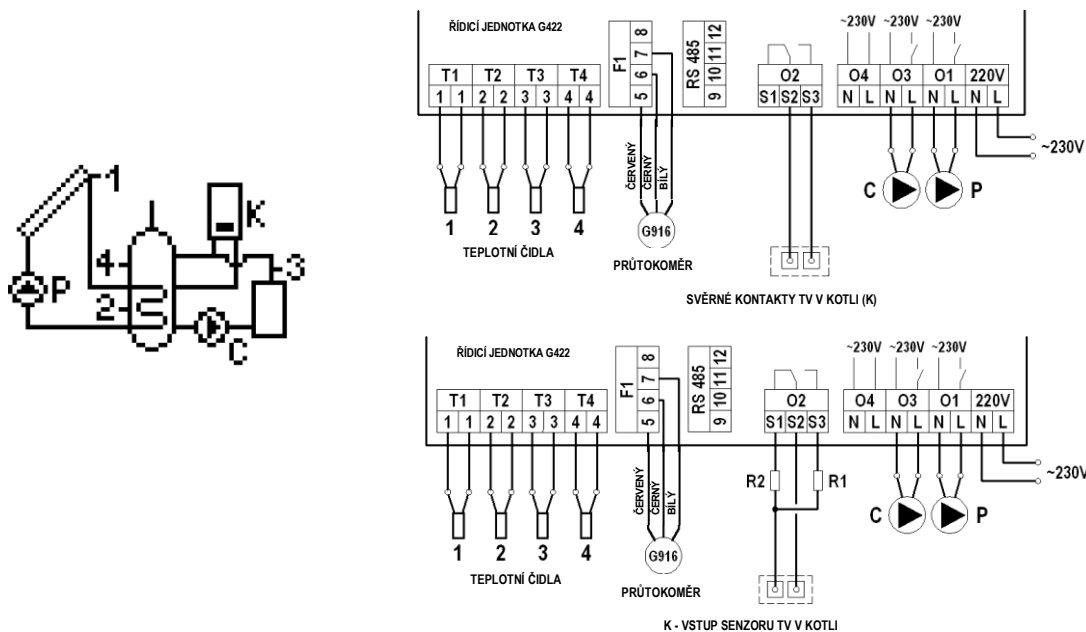 1
K
4
3
P
2
C
ŘÍDICÍ JEDNOTKA G422
~230V ~230V ~230V
F1 5 6 7 8
RS 485 9 10 11 12
T1 T2 T3 T4
1 1 2 2 3 3 4 4
O2
S1 S2 S3
O4 O3 O1 220V
N L N L N L N L
~230V
ČERVENÝ
ČERNÝ
BÍLÝ
C P
1 2 3 4
G916
TEPLOTNÍ ČIDLA
PRŮTOKOMĚR
SVĚRNÉ KONTAKTY TV V KOTLI (K)
ŘÍDICÍ JEDNOTKA G422
~230V ~230V ~230V
F1 5 6 7 8
RS 485 9 10 11 12
T1 T2 T3 T4
1 1 2 2 3 3 4 4
O2
S1 S2 S3
O4 O3 O1 220V
N L N L N L N L
~230V
R2 R1
ČERVENÝ
ČERNÝ
BÍLÝ
C P
1 2 3 4
G916
TEPLOTNÍ ČIDLA
PRŮTOKOMĚR
K - VSTUP SENZORU TV V KOTLI